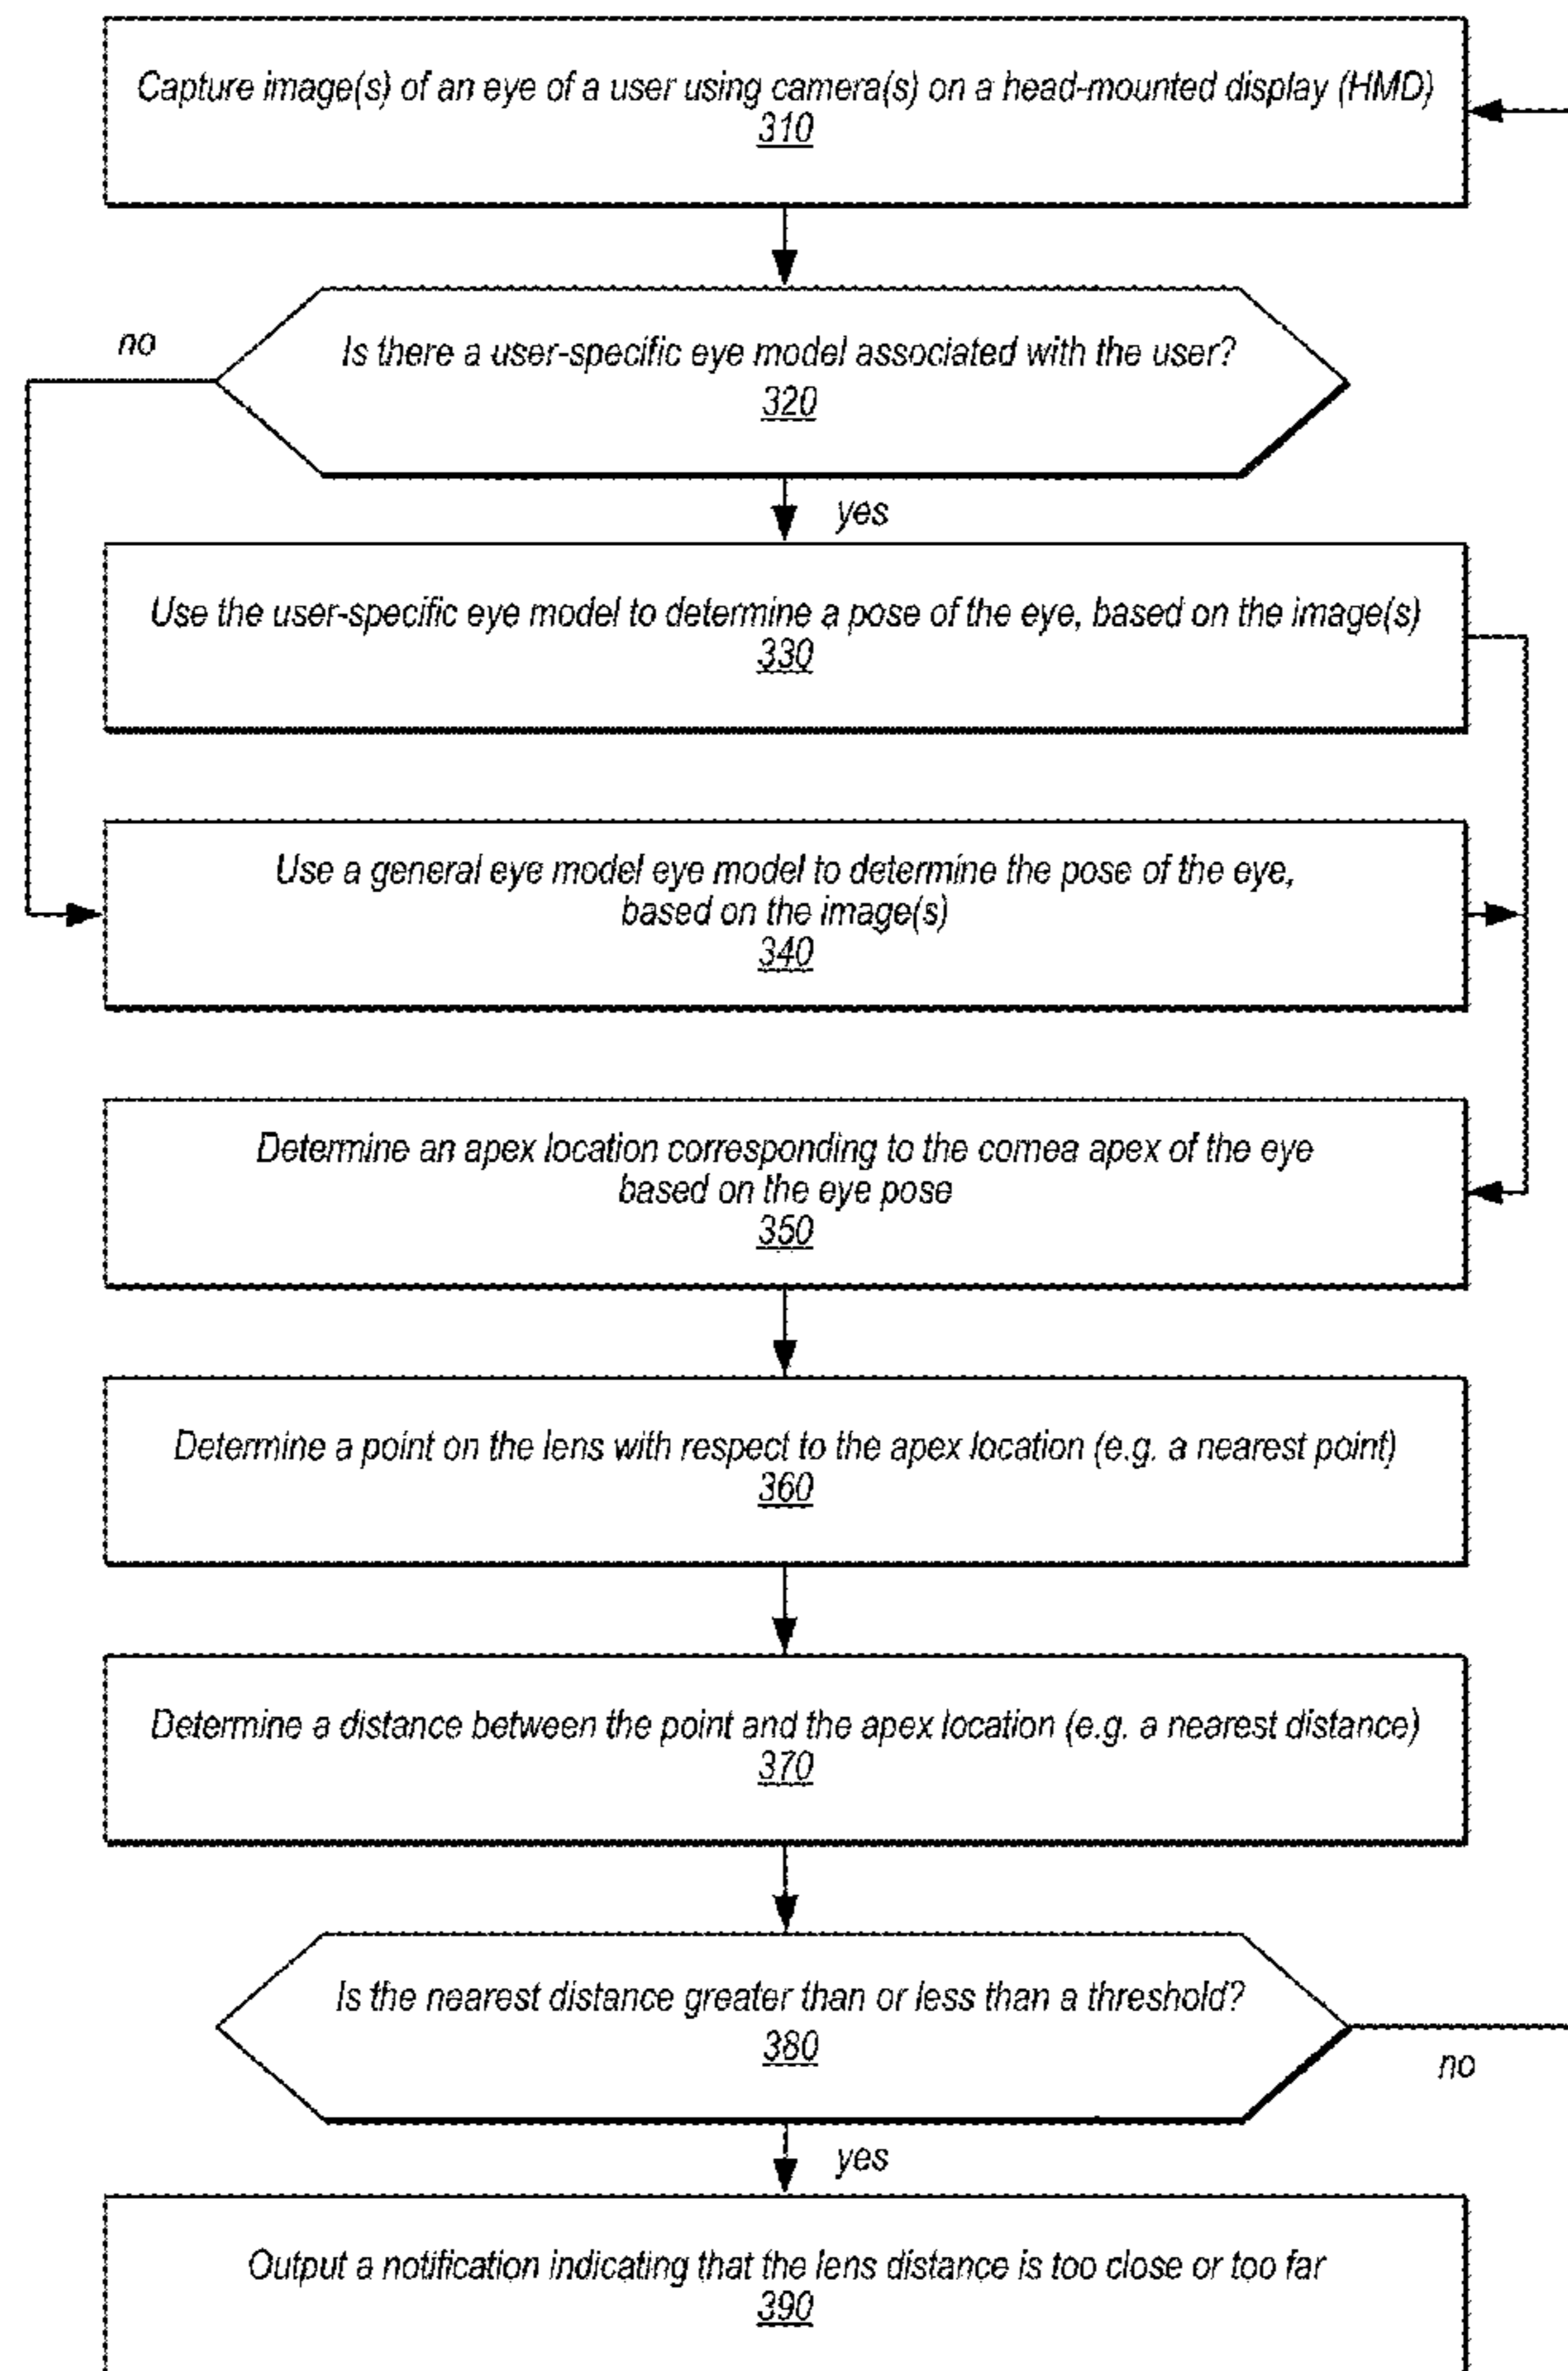 Capture image(s) of an eye of a user using camera(s) on a head-mounted display (HMD)
310
no
Is there a user-specific eye model associated with the user?
320
yes
Use the user-specific eye model to determine a pose of the eye, based on the image(s)
330
Use a general eye model eye model to determine the pose of the eye,
based on the image(s)
340
Determine an apex location corresponding to the cornea apex of the eye
based on the eye pose
350
Determine a point on the lens with respect to the apex location (e.g. a nearest point)
360
Determine a distance between the point and the apex location (e.g. a nearest distance)
370
Is the nearest distance greater than or less than a threshold?
380
no
yes
Output a notification indicating that the lens distance is too close or too far
390